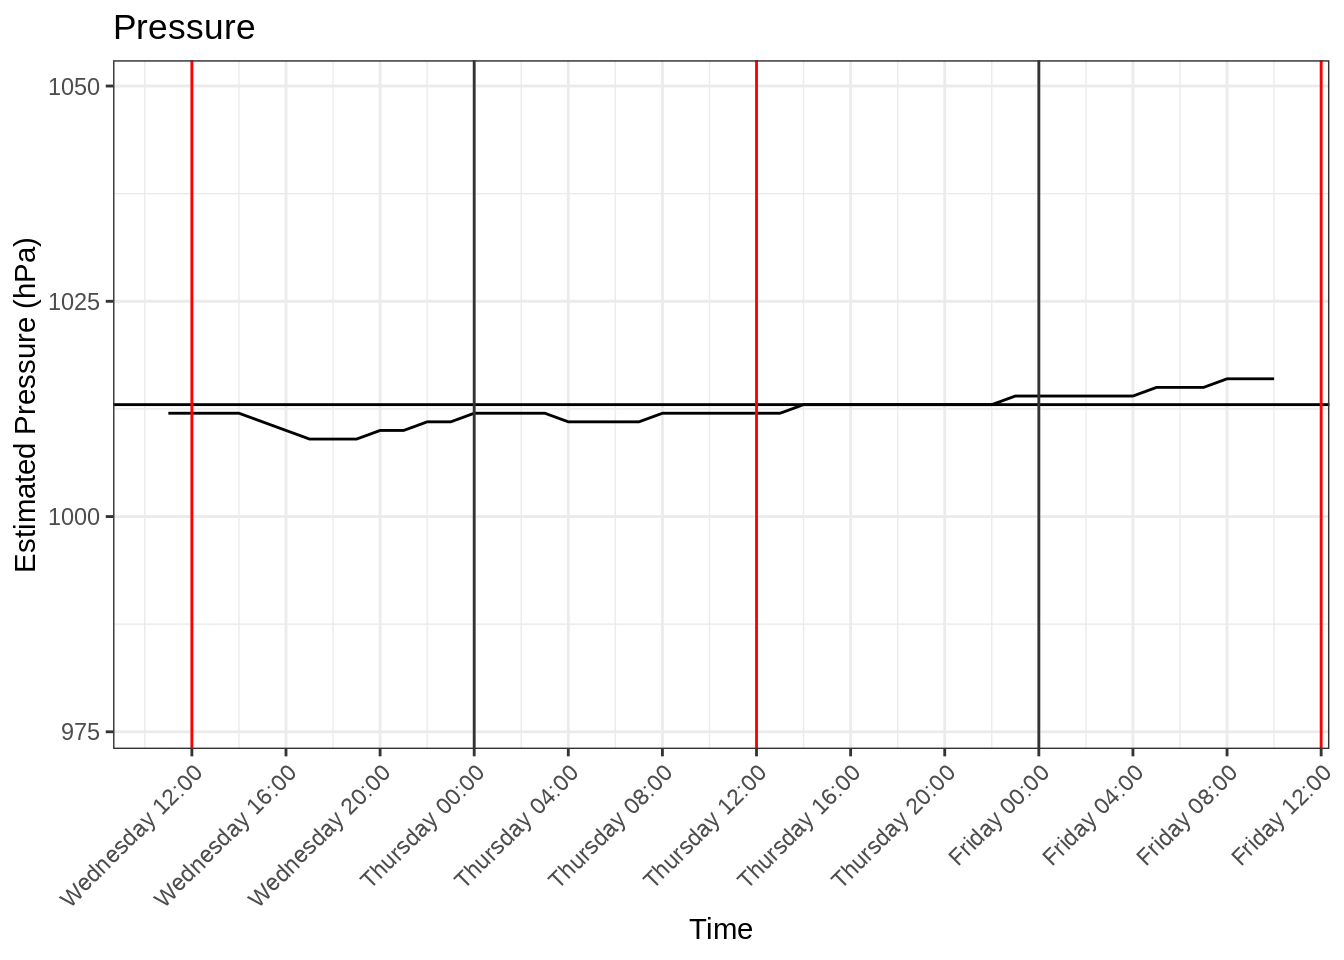 Pressure
Estimated Pressure (hPa)
1050
1025
1000
975
Wednesday 12:00
Wednesday 16:00
Wednesday 20:00
Thursday 00:00
Thursday 04:00
Thursday 08:00
Thursday 12:00
Thursday 16:00
Thursday 20:00
Friday 00:00
Friday 04:00
Friday 08:00
Friday 12:00
Time